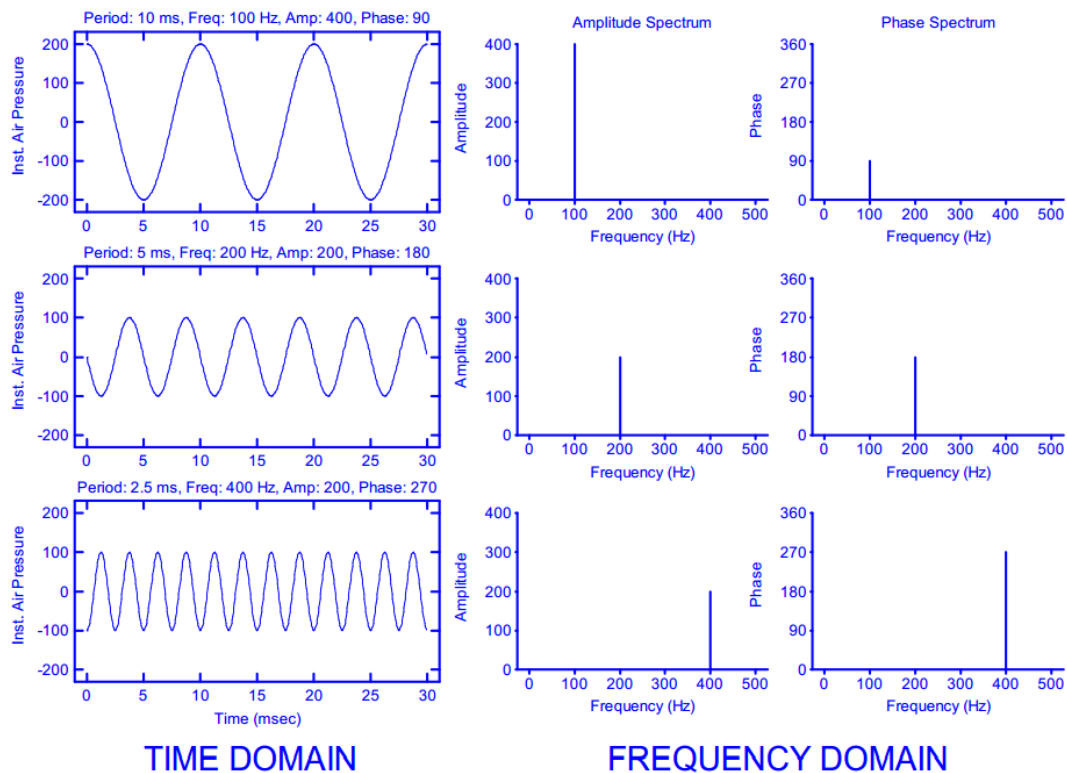 Period: 10 ms, Freq: 100 Hz, Amp: 400, Phase: 90
Inst. Air Pressure
200
100
0
-100
-200
0 5 10 15 20 25 30
Amplitude Spectrum
Amplitude
400
300
200
100
0
0 100 200 300 400 500
Frequency (Hz)
Phase Spectrum
Phase
360
270
180
90
0
0 100 200 300 400 500
Frequency (Hz)
Period: 5 ms, Freq: 200 Hz, Amp: 200, Phase: 180
Inst. Air Pressure
200
100
0
-100
-200
0 5 10 15 20 25 30
Amplitude
400
300
200
100
0
0 100 200 300 400 500
Frequency (Hz)
Phase
360
270
180
90
0
0 100 200 300 400 500
Frequency (Hz)
Period: 2.5 ms, Freq: 400 Hz, Amp: 200, Phase: 270
Inst. Air Pressure
200
100
0
-100
-200
0 5 10 15 20 25 30
Time (msec)
Amplitude
400
300
200
100
0
0 100 200 300 400 500
Frequency (Hz)
Phase
360
270
180
90
0
0 100 200 300 400 500
Frequency (Hz)
TIME DOMAIN
FREQUENCY DOMAIN